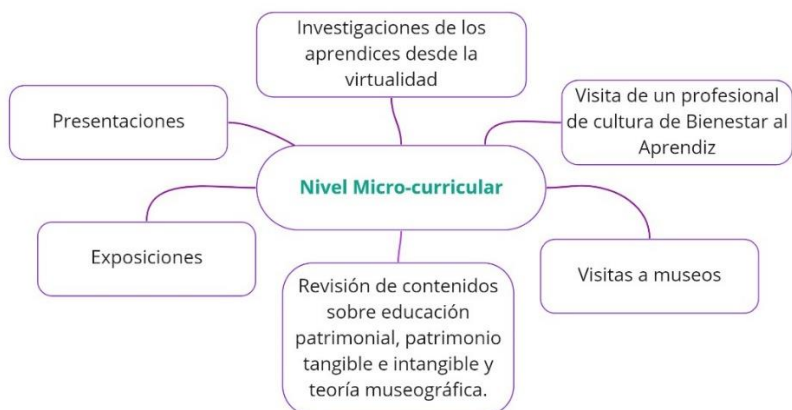 Investigaciones de los
aprendices desde la
virtualidad
Presentaciones
Visita de un profesional
de cultura de Bienestar al
Aprendiz
Nivel Micro-curricular
Exposiciones
Visitas a museos
Revisión de contenidos
sobre educación
patrimonial, patrimonio
tangible e intangible y
teoría museográfica.